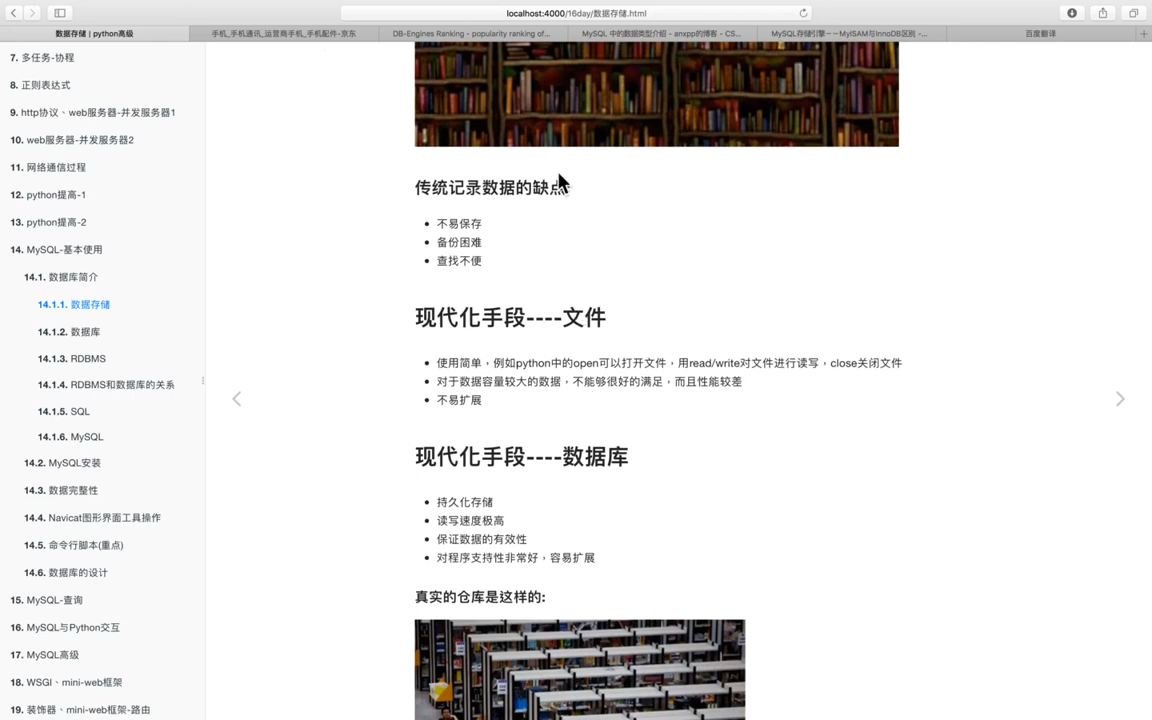 localhost:4000/16day/数据存储.html
数据存储 | python高级
手机_手机通讯_运营商手机_手机配件-京东
DB-Engines Ranking - popularity ranking of...
MySQL 中的数据类型介绍 - anxpp的博客 - CS...
MySQL存储引擎－－MyISAM与InnoDB区别 -...
百度翻译
7. 多任务-协程
8. 正则表达式
9. http协议、web服务器-并发服务器1
10. web服务器-并发服务器2
11. 网络通信过程
12. python提高-1
13. python提高-2
14. MySQL-基本使用
14.1. 数据库简介
14.1.1. 数据存储
14.1.2. 数据库
14.1.3. RDBMS
14.1.4. RDBMS和数据库的关系
14.1.5. SQL
14.1.6. MySQL
14.2. MySQL安装
14.3. 数据完整性
14.4. Navicat图形界面工具操作
14.5. 命令行脚本(重点)
14.6. 数据库的设计
15. MySQL-查询
16. MySQL与Python交互
17. MySQL高级
18. WSGI、mini-web框架
19. 装饰器、mini-web框架-路由
传统记录数据的缺点
不易保存
备份困难
查找不便
现代化手段----文件
使用简单，例如python中的open可以打开文件，用read/write对文件进行读写，close关闭文件
对于数据容量较大的数据，不能够很好的满足，而且性能较差
不易扩展
现代化手段----数据库
持久化存储
读写速度极高
保证数据的有效性
对程序支持性非常好，容易扩展
真实的仓库是这样的: